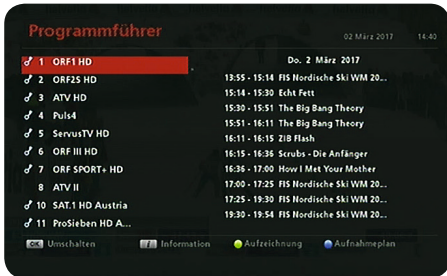 Programmführer
02 März 2017 14:40
1 ORF1 HD
2 ORF2S HD
3 ATV HD
4 Puls4
5 ServusTV HD
6 ORF III HD
7 ORF SPORT+ HD
8 ATV II
10 SAT.1 HD Austria
11 ProSieben HD A...
Do. 2 März 2017
13:55 - 15:14 FIS Nordische Ski WM 20...
15:14 - 15:30 Echt Fett
15:30 - 15:51 The Big Bang Theory
15:51 - 16:11 The Big Bang Theory
16:11 - 16:15 ZIB Flash
16:15 - 16:36 Scrubs - Die Anfänger
16:36 - 17:00 How I Met Your Mother
17:00 - 17:25 FIS Nordische Ski WM 20...
17:25 - 19:30 FIS Nordische Ski WM 20...
19:30 - 19:54 FIS Nordische Ski WM 20...
OK Umschalten i Information Aufzeichnung Aufnahmeplan